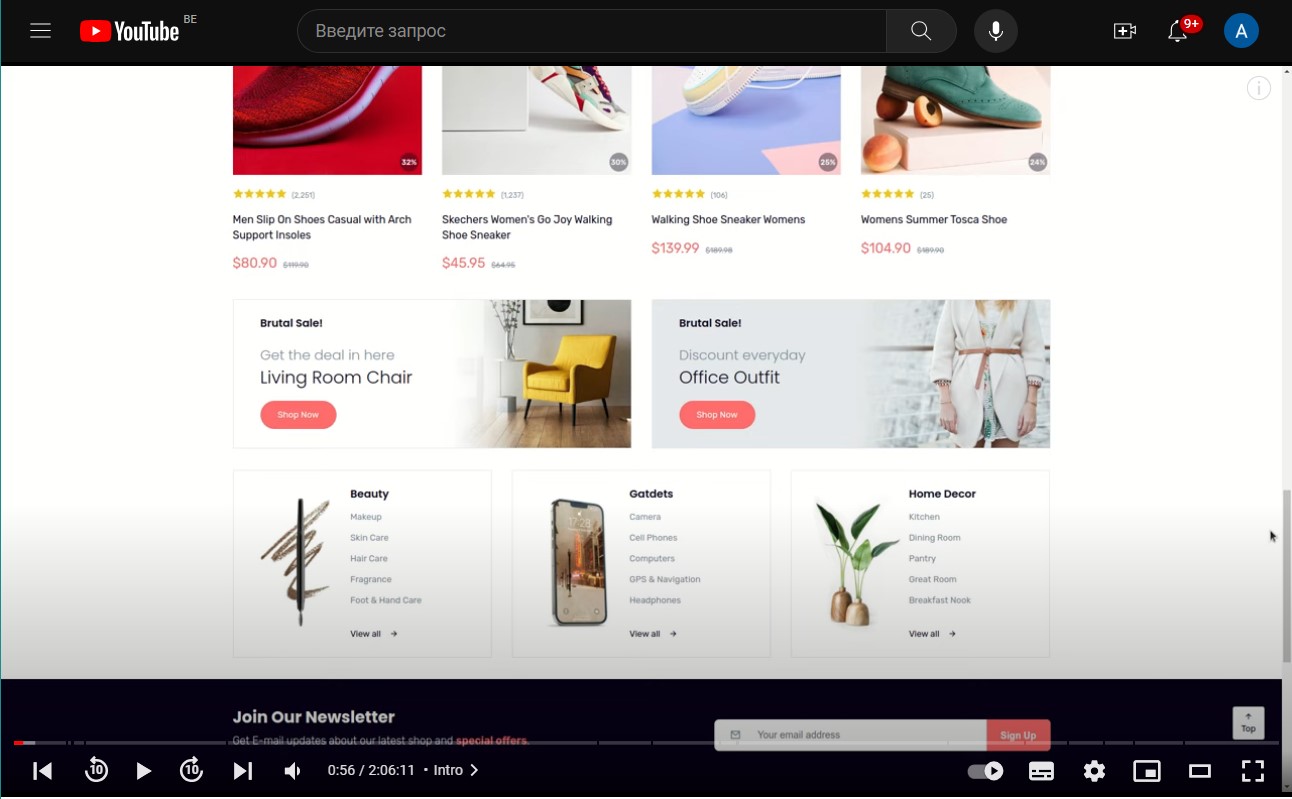 YouTube BE
Введите запрос
9+
A
32%
30%
25%
24%
(2,251)
(1,237)
(106)
(25)
Men Slip On Shoes Casual with Arch
Support Insoles
Skechers Women's Go Joy Walking
Shoe Sneaker
Walking Shoe Sneaker Womens
Womens Summer Tosca Shoe
$80.90
$45.95 $64.95
$139.99 $189.98
$104.90 $189.90
Brutal Sale!
Get the deal in here
Living Room Chair
Shop Now
Brutal Sale!
Discount everyday
Office Outfit
Shop Now
Beauty
Makeup
Skin Care
Hair Care
Fragrance
Foot & Hand Care
View all
Gatdets
Camera
Cell Phones
Computers
GPS & Navigation
Headphones
View all
17:28
Home Decor
Kitchen
Dining Room
Pantry
Great Room
Breakfast Nook
View all
Join Our Newsletter
Get E-mail updates about our latest shop and special offers.
Your email address
Sign Up
Top
10
10
0:56 / 2:06:11 • Intro